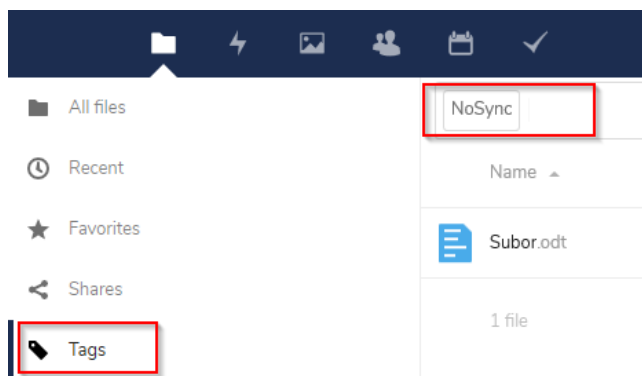 All files
Recent
Favorites
Shares
Tags
NoSync
Name
Subor.odt
1 file